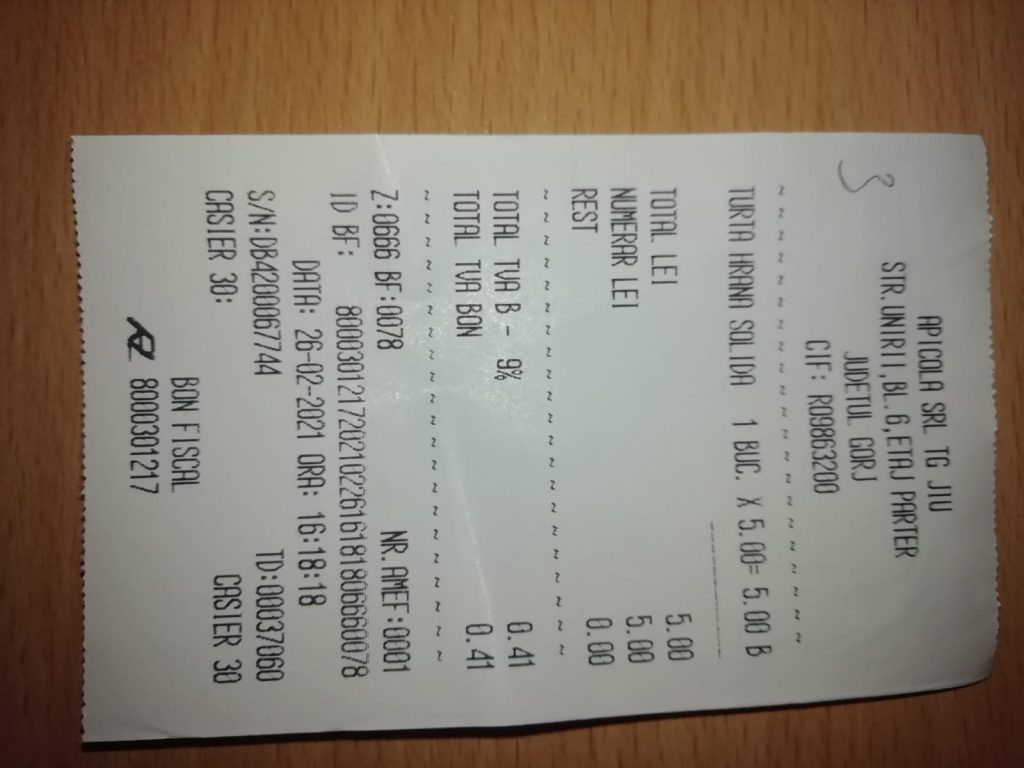 3
APICOLA SRL TG JIU
STR.UNIRII,BL.6,ETAJ PARTER
JUDETUL GORJ
CIF: RO9863200
~ ~ ~ ~ ~ ~ ~ ~ ~ ~ ~ ~ ~ ~ ~ ~ ~ ~ ~
TURTA HRANA SOLIDA 1 BUC. X 5.00= 5.00 B
TOTAL LEI 5.00
NUMERAR LEI 5.00
REST 0.00
~ ~ ~ ~ ~ ~ ~ ~ ~ ~ ~ ~ ~ ~ ~ ~ ~ ~ ~
TOTAL TVA B - 9% 0.41
TOTAL TVA BON 0.41
~ ~ ~ ~ ~ ~ ~ ~ ~ ~ ~ ~ ~ ~ ~ ~ ~ ~ ~
Z:0666 BF:0078 NR.AMEF:0001
ID BF: 80003012172021022616181806660078
DATA: 26-02-2021 ORA: 16:18:18
S/N:DB4200067744 TD:00037060
CASIER 30: CASIER 30
BON FISCAL
8000301217